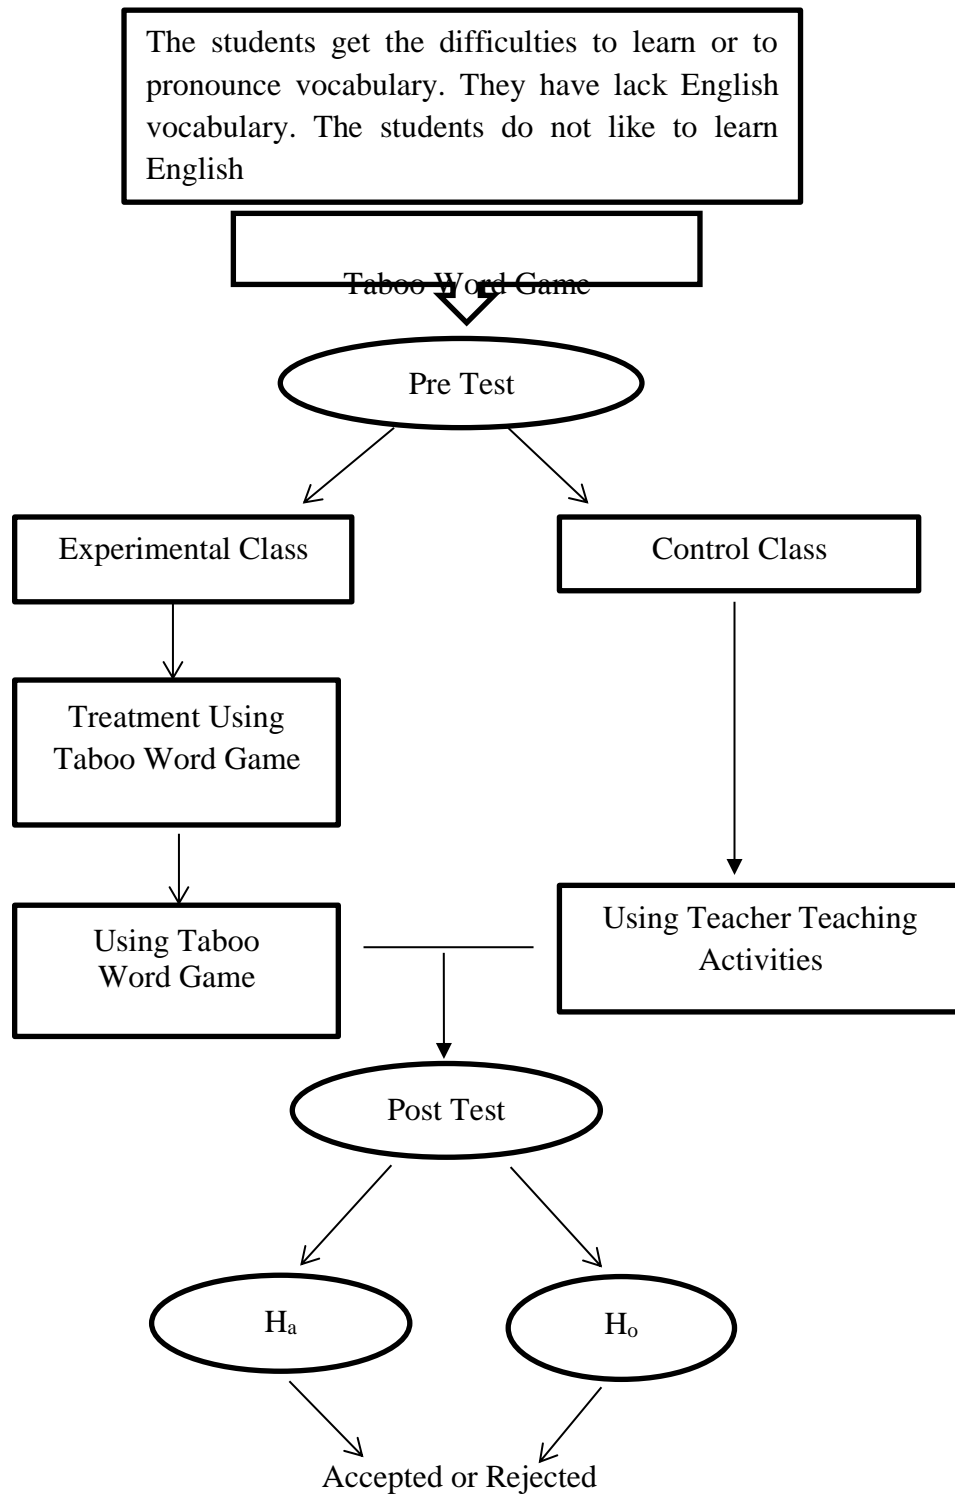 The students get the difficulties to learn or to
pronounce vocabulary. They have lack English
vocabulary. The students do not like to learn
English
Taboo Word Game
Pre Test
Experimental Class
Control Class
Treatment Using
Taboo Word Game
Using Taboo
Word Game
Using Teacher Teaching
Activities
Post Test
Hₐ
Hₒ
Accepted or Rejected